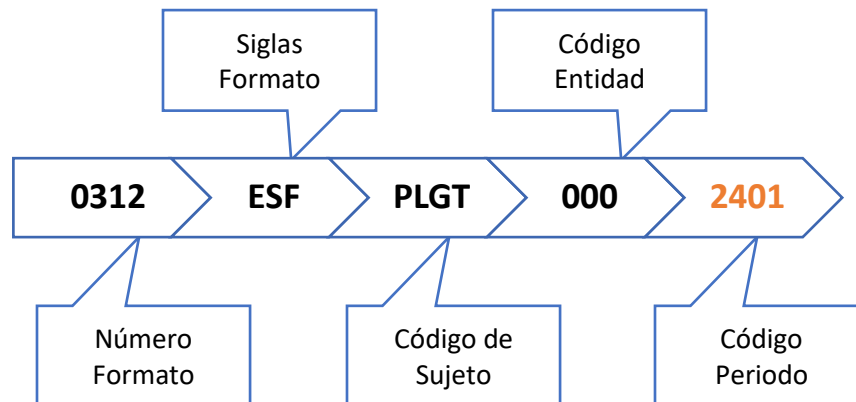 Siglas
Formato
Código
Entidad
0312 ESF PLGT 000 2401
Número
Formato
Código de
Sujeto
Código
Periodo